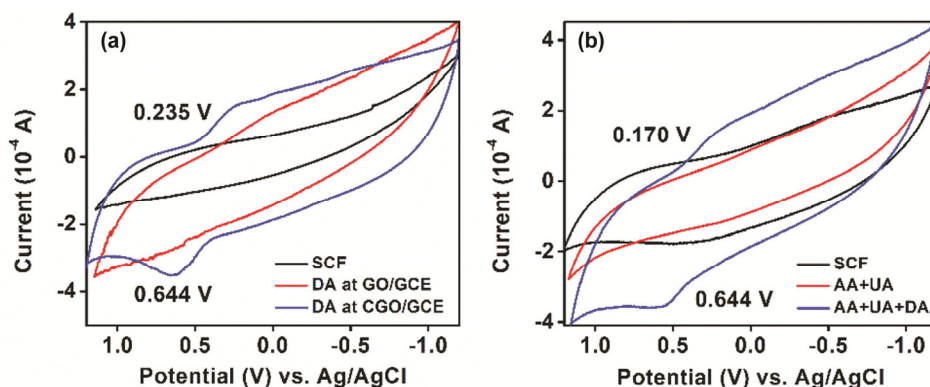 (a)
4
2
0
-2
-4
Current (10⁻⁴ A)
0.235 V
0.644 V
SCF
DA at GO/GCE
DA at CGO/GCE
1.0 0.5 0.0 -0.5 -1.0
Potential (V) vs. Ag/AgCl
(b)
4
2
0
-2
-4
Current (10⁻⁴ A)
0.170 V
0.644 V
SCF
AA+UA
AA+UA+DA
1.0 0.5 0.0 -0.5 -1.0
Potential (V) vs. Ag/AgCl